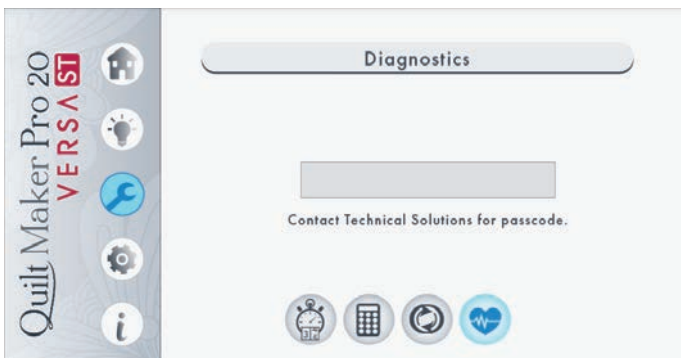 Quilt Maker Pro 20
VERSA ST
Diagnostics
Contact Technical Solutions for passcode.